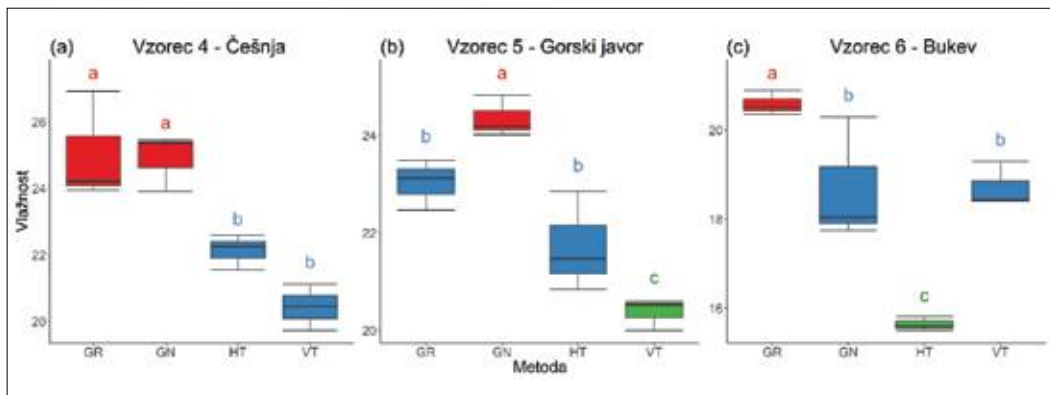 (a) Vzorec 4 - Češnja
Vlažnost
26
24
22
20
a
a
b
b
GR GN HT VT
(b) Vzorec 5 - Gorski javor
24
22
20
b
a
b
c
GR GN HT VT
Metoda
(c) Vzorec 6 - Bukev
20
18
16
a
b
c
b
GR GN HT VT